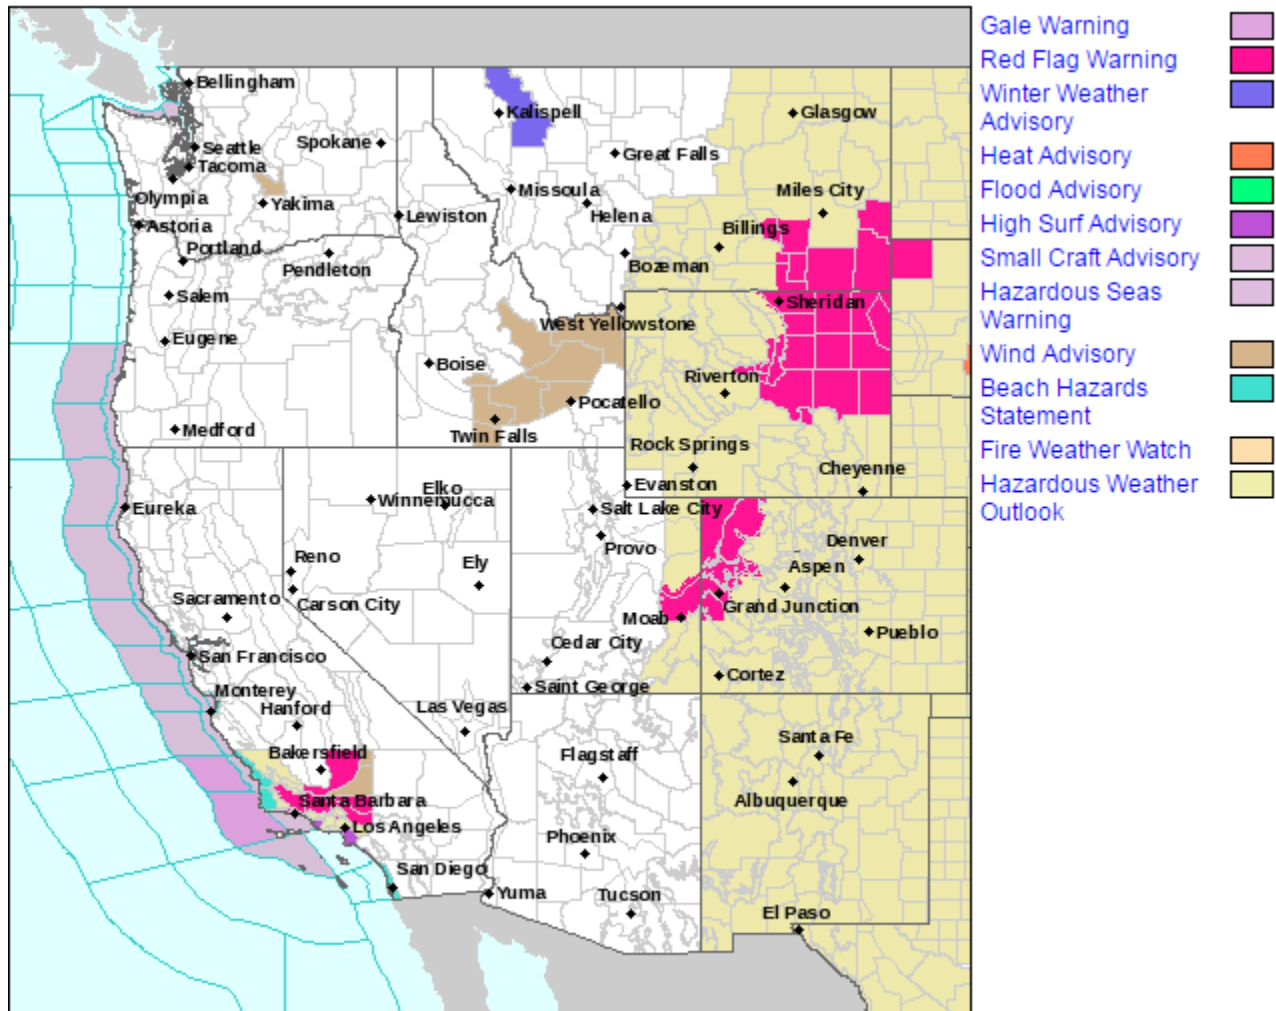 Bellingham
Kalispell
Glasgow
Seattle
Spokane
Great Falls
Tacoma
Olympia
Yakima
Missoula
Miles City
Astoria
Lewiston
Helena
Billings
Portland
Pendleton
Bozeman
Salem
Sheridan
West Yellowstone
Eugene
Boise
Riverton
Pocatello
Medford
Twin Falls
Rock Springs
Cheyenne
Evanston
Elko
Winnemucca
Eureka
Salt Lake City
Provo
Denver
Reno
Ely
Aspen
Sacramento
Carson City
Grand Junction
Moab
Pueblo
Cedar City
San Francisco
Cortez
Saint George
Monterey
Hanford
Las Vegas
Santa Fe
Bakersfield
Flagstaff
Santa Barbara
Albuquerque
Los Angeles
Phoenix
San Diego
Yuma
Tucson
El Paso
Gale Warning
Red Flag Warning
Winter Weather
Advisory
Heat Advisory
Flood Advisory
High Surf Advisory
Small Craft Advisory
Hazardous Seas
Warning
Wind Advisory
Beach Hazards
Statement
Fire Weather Watch
Hazardous Weather
Outlook